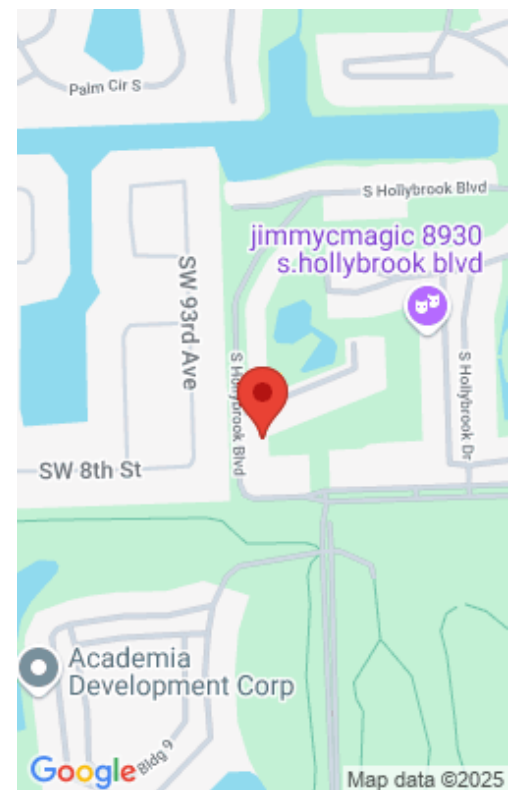 Palm Cir S
S Hollybrook Blvd
jimmycmagic 8930
s.hollybrook blvd
SW 93rd Ave
S Hollybrook Blvd
S Hollybrook Dr
SW 8th St
Academia
Development Corp
Bldg 9
Google
Map data ©2025